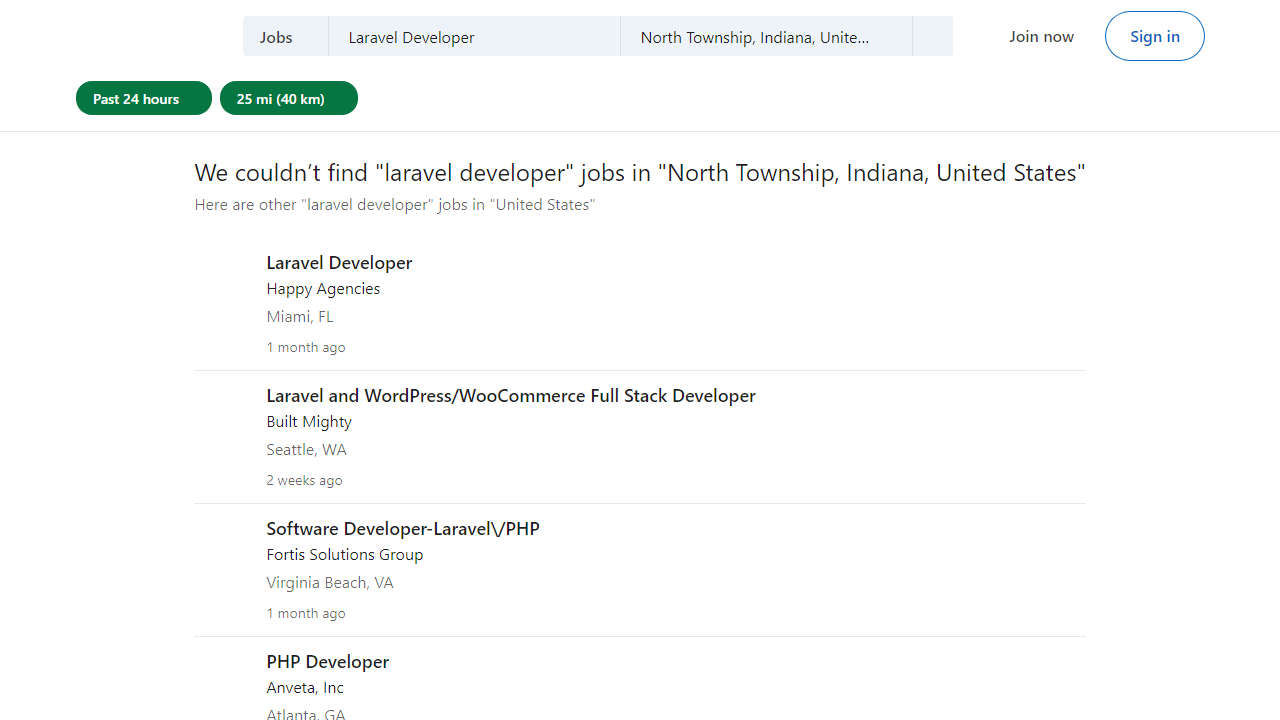 Jobs
Laravel Developer
North Township, Indiana, Unite...
Join now
Sign in
Past 24 hours
25 mi (40 km)
We couldn’t find "laravel developer" jobs in "North Township, Indiana, United States"
Here are other "laravel developer" jobs in "United States"
Laravel Developer
Happy Agencies
Miami, FL
1 month ago
Laravel and WordPress/WooCommerce Full Stack Developer
Built Mighty
Seattle, WA
2 weeks ago
Software Developer-Laravel\/PHP
Fortis Solutions Group
Virginia Beach, VA
1 month ago
PHP Developer
Anveta, Inc
Atlanta, GA